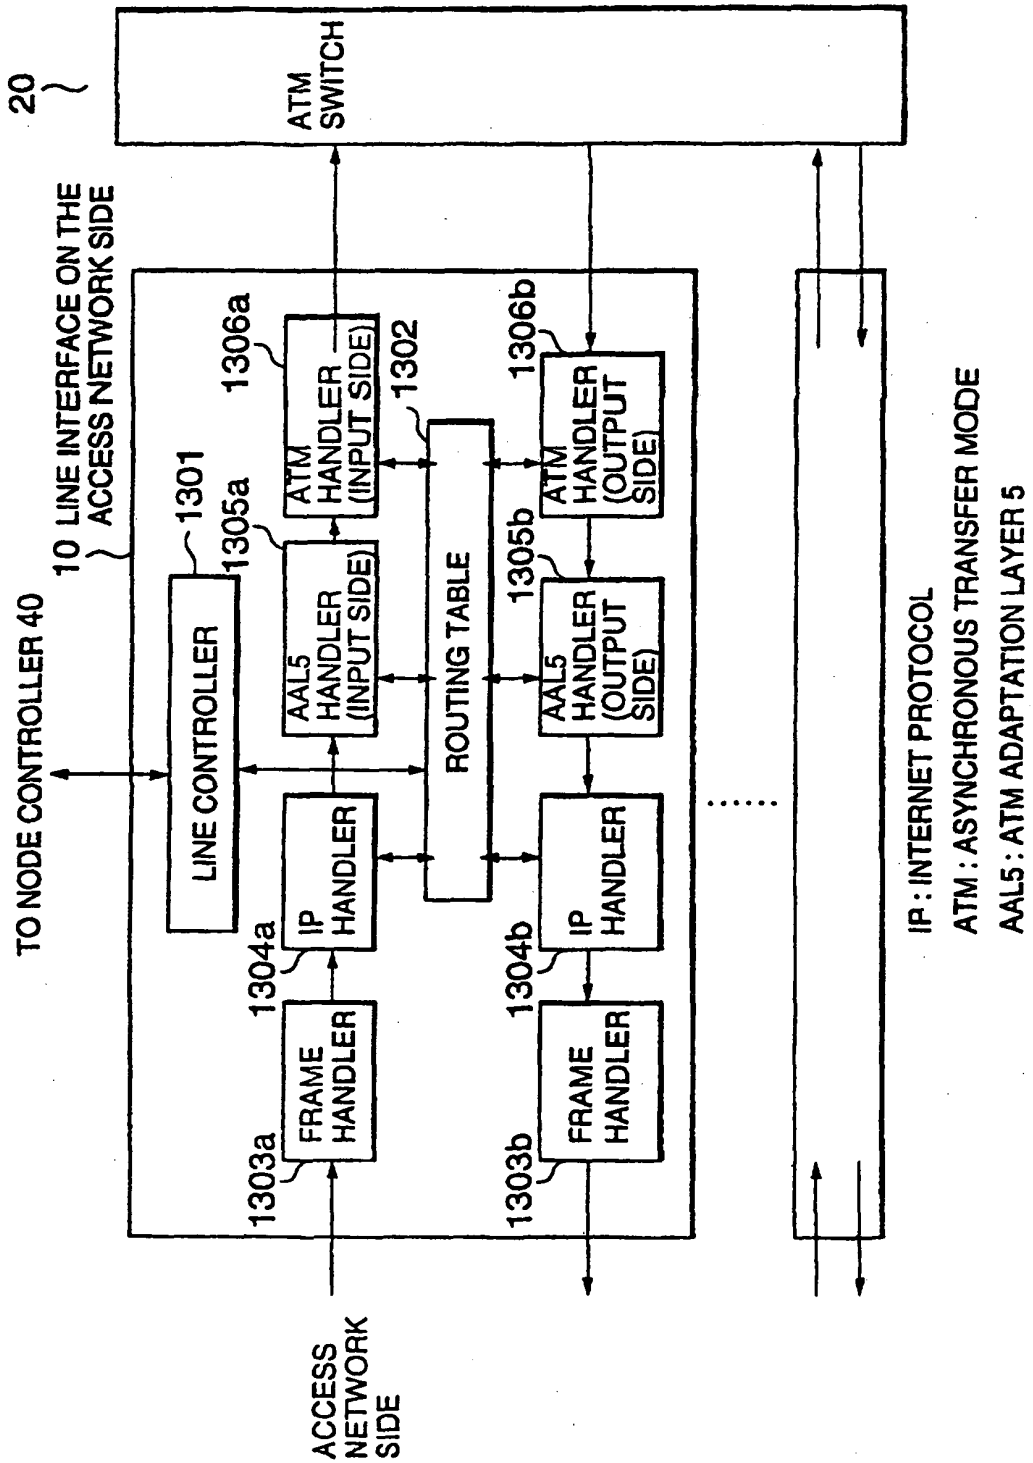 20
10 LINE INTERFACE ON THE
ACCESS NETWORK SIDE
TO NODE CONTROLLER 40
ATM
SWITCH
1301
LINE CONTROLLER
1303a
FRAME
HANDLER
1304a
IP
HANDLER
1305a
AAL5
HANDLER
(INPUT SIDE)
1306a
ATM
HANDLER
(INPUT SIDE)
1302
ROUTING TABLE
1303b
FRAME
HANDLER
1304b
IP
HANDLER
1305b
AAL5
HANDLER
(OUTPUT
SIDE)
1306b
ATM
HANDLER
(OUTPUT
SIDE)
ACCESS
NETWORK
SIDE
IP : INTERNET PROTOCOL
ATM : ASYNCHRONOUS TRANSFER MODE
AAL5 : ATM ADAPTATION LAYER 5